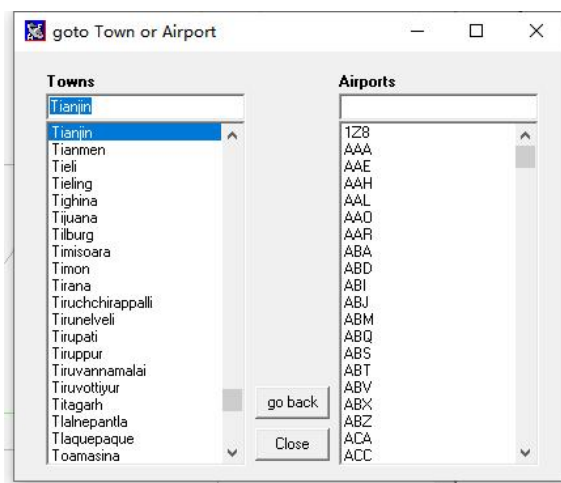 goto Town or Airport
Towns
Tianjin
Tianjin
Tianmen
Tieli
Tieling
Tighina
Tijuana
Tilburg
Timisoara
Timon
Tirana
Tiruchchirappalli
Tirunelveli
Tirupati
Tiruppur
Tiruvannamalai
Tiruvottiyur
Titagarh
Tlalnepantla
Tlaquepaque
Toamasina
go back
Close
Airports
1Z8
AAA
AAE
AAH
AAL
AAO
AAR
ABA
ABD
ABI
ABJ
ABM
ABQ
ABS
ABT
ABV
ABX
ABZ
ACA
ACC